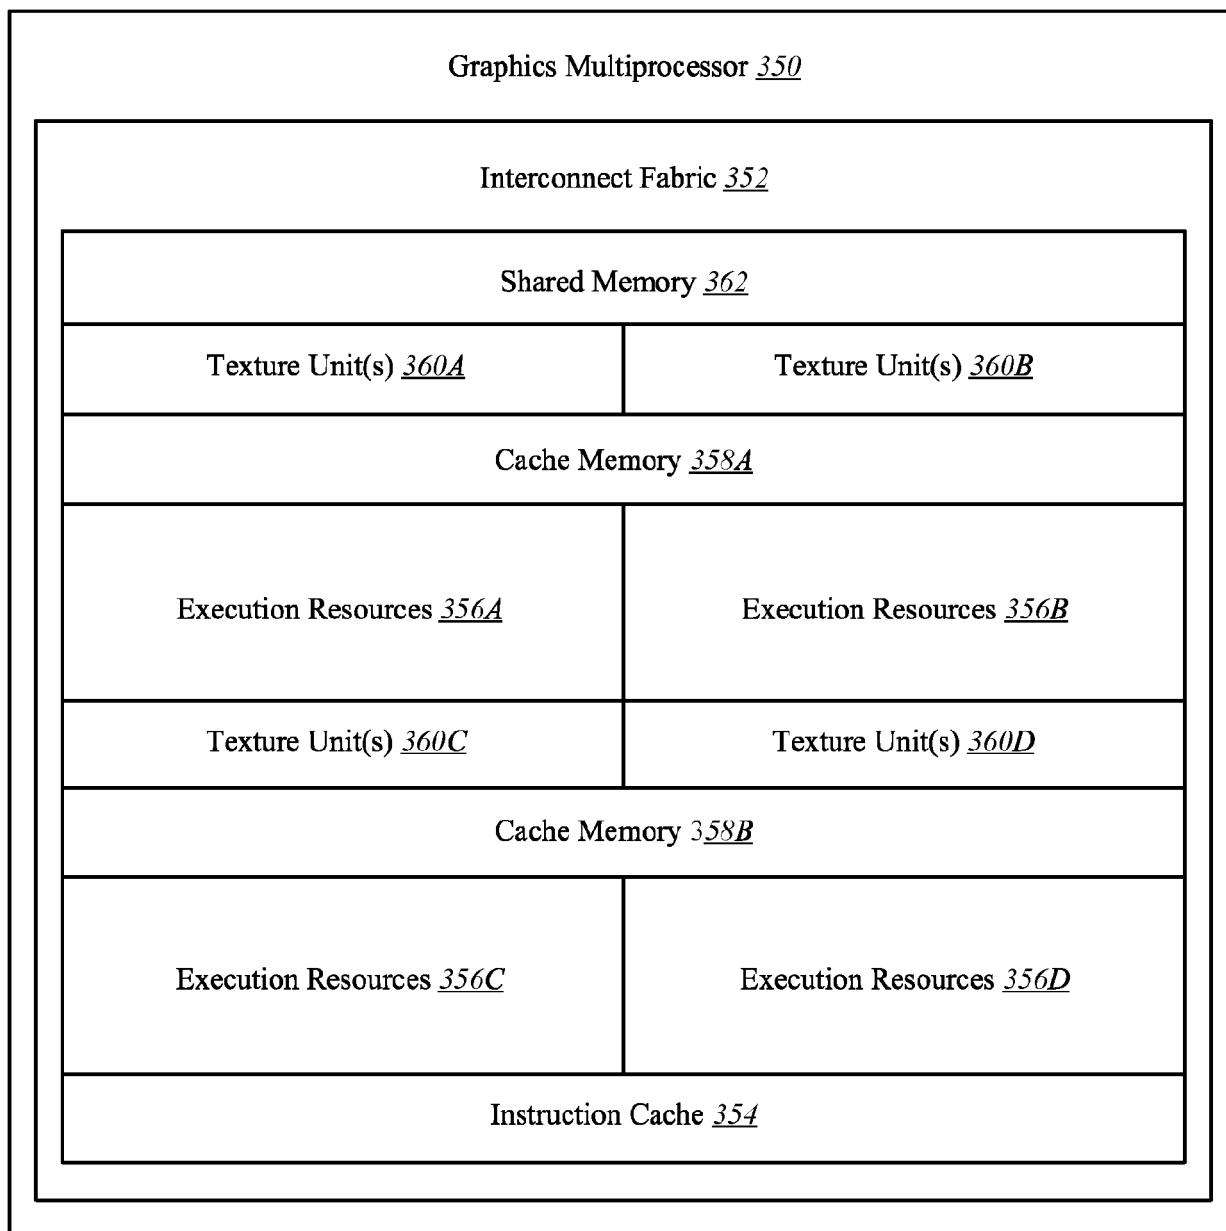 Graphics Multiprocessor 350
Interconnect Fabric 352
Shared Memory 362
Texture Unit(s) 360A
Texture Unit(s) 360B
Cache Memory 358A
Execution Resources 356A
Execution Resources 356B
Texture Unit(s) 360C
Texture Unit(s) 360D
Cache Memory 358B
Execution Resources 356C
Execution Resources 356D
Instruction Cache 354